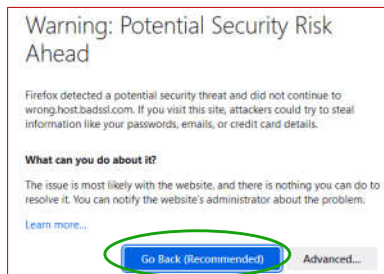 Warning: Potential Security Risk
Ahead
Firefox detected a potential security threat and did not continue to
wrong.host.badssl.com. If you visit this site, attackers could try to steal
information like your passwords, emails, or credit card details.
What can you do about it?
The issue is most likely with the website, and there is nothing you can do to
resolve it. You can notify the website's administrator about the problem.
Learn more...
Go Back (Recommended) Advanced...